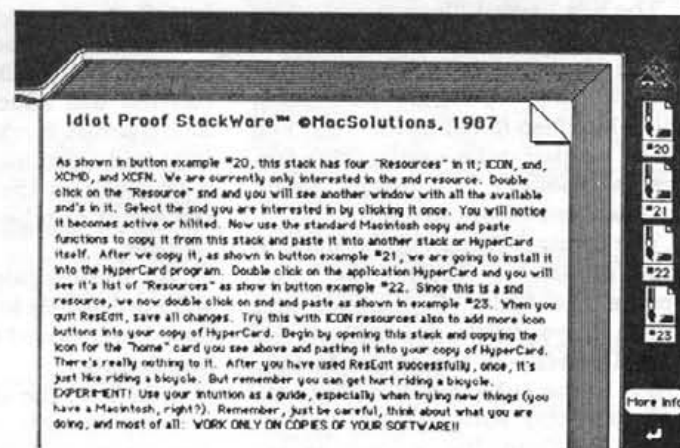 Idiot Proof StackWare™ ©MacSolutions, 1987
As shown in button example #20, this stack has four "Resources" in it; ICON, snd,
XCMD, and XCFN. We are currently only interested in the snd resource. Double
click on the "Resource" snd and you will see another window with all the available
snd's in it. Select the snd you are interested in by clicking it once. You will notice
it becomes active or hilited. Now use the standard Macintosh copy and paste
functions to copy it from this stack and paste it into another stack or HyperCard
itself. After we copy it, as shown in button example #21, we are going to install it
into the HyperCard program. Double click on the application HyperCard and you will
see it's list of "Resources" as show in button example #22. Since this is a snd
resource, we now double click on snd and paste as shown in example #23. When you
quit ResEdit, save all changes. Try this with ICON resources also to add more icon
buttons into your copy of HyperCard. Begin by opening this stack and copying the
icon for the "home" card you see above and pasting it into your copy of HyperCard.
There's really nothing to it. After you have used ResEdit successfully, once, it's
just like riding a bicycle. But remember you can get hurt riding a bicycle.
EXPERIMENT! Use your intuition as a guide, especially when trying new things (you
have a Macintosh, right?). Remember, just be careful, think about what you are
doing, and most of all: WORK ONLY ON COPIES OF YOUR SOFTWARE!!
#20
#21
#22
#23
More Info